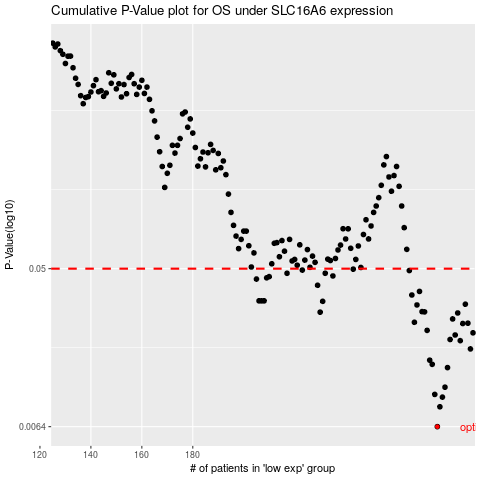 Cumulative P-Value plot for OS under SLC16A6 expression
P-Value(log10)
0.05
0.0064
opti
120 140 160 180
# of patients in 'low exp' group